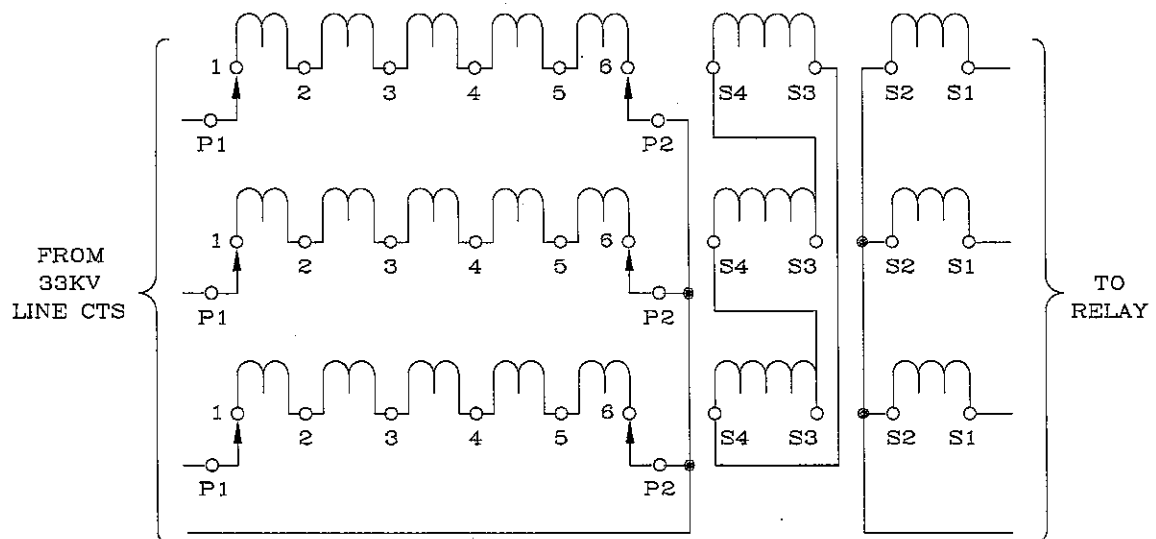 1 6
2 3 4 5 S4 S3 S2 S1
P1 P2
1 6
2 3 4 5 S4 S3 S2 S1
FROM
33KV
LINE CTS
P1 P2
TO
RELAY
1 6
2 3 4 5 S4 S3 S2 S1
P1 P2